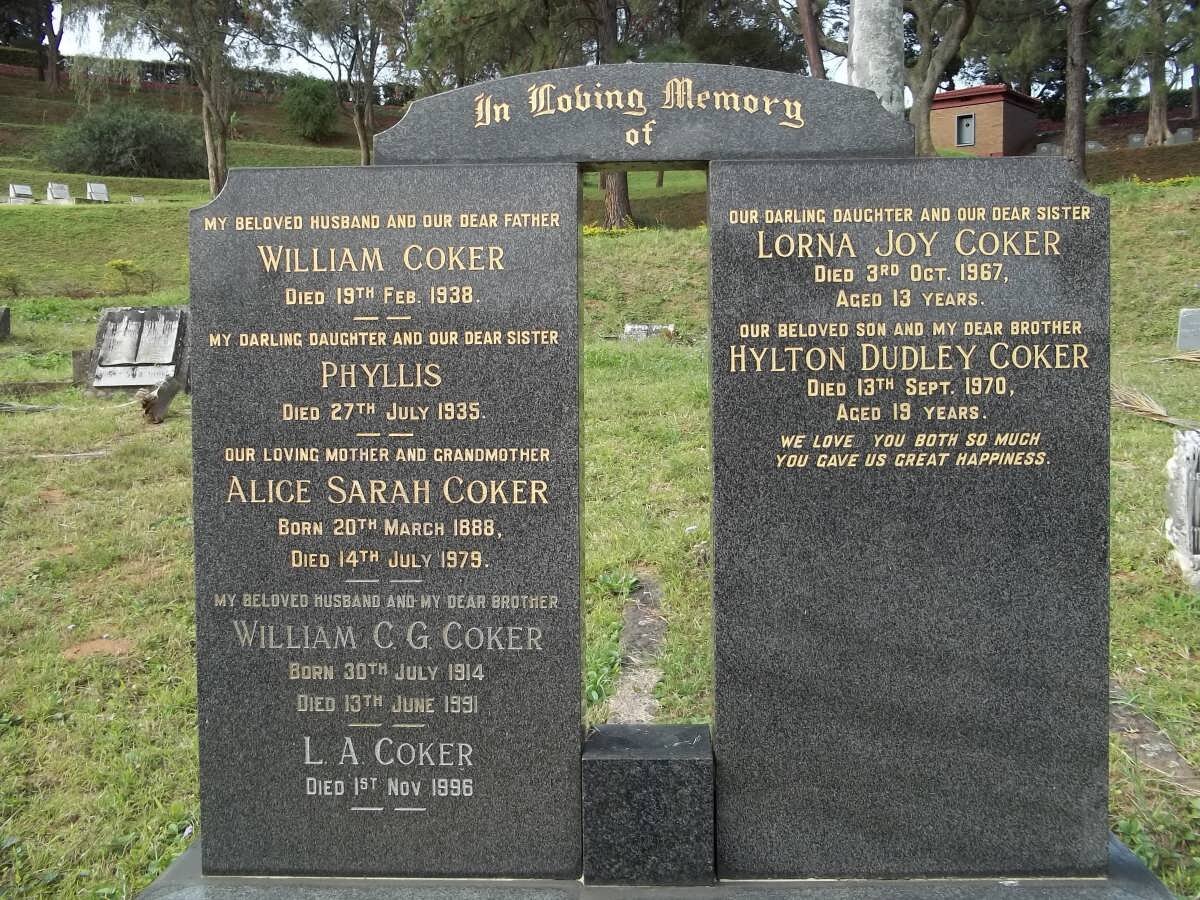 In Loving Memory
of
MY BELOVED HUSBAND AND OUR DEAR FATHER
WILLIAM COKER
DIED 19TH FEB. 1938.
MY DARLING DAUGHTER AND OUR DEAR SISTER
PHYLLIS
DIED 27TH JULY 1935.
OUR LOVING MOTHER AND GRANDMOTHER
ALICE SARAH COKER
BORN 20TH MARCH 1888,
DIED 14TH JULY 1979.
MY BELOVED HUSBAND AND MY DEAR BROTHER
WILLIAM C. G. COKER
BORN 30TH JULY 1914
DIED 13TH JUNE 1991
L. A. COKER
DIED 1ST NOV 1996
OUR DARLING DAUGHTER AND OUR DEAR SISTER
LORNA JOY COKER
DIED 3RD OCT. 1967,
AGED 13 YEARS.
OUR BELOVED SON AND MY DEAR BROTHER
HYLTON DUDLEY COKER
DIED 13TH SEPT. 1970,
AGED 19 YEARS.
WE LOVE YOU BOTH SO MUCH
YOU GAVE US GREAT HAPPINESS.